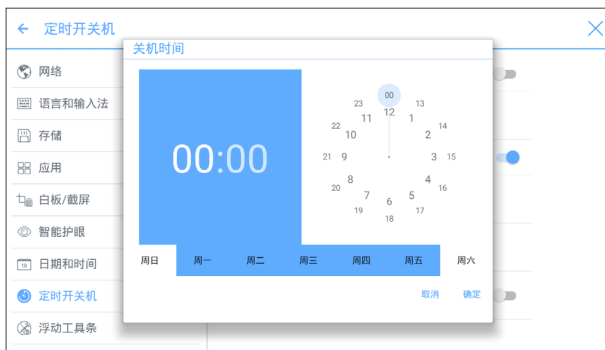 定时开关机
关机时间
网络
语言和输入法
存储
应用
白板/截屏
智能护眼
日期和时间
定时开关机
浮动工具条
00:00
00
23 13
12
11 1
22 14
10 2
21 9 3 15
8 4
20 16
7 5
6
19 17
18
周日 周一 周二 周三 周四 周五 周六
取消 确定